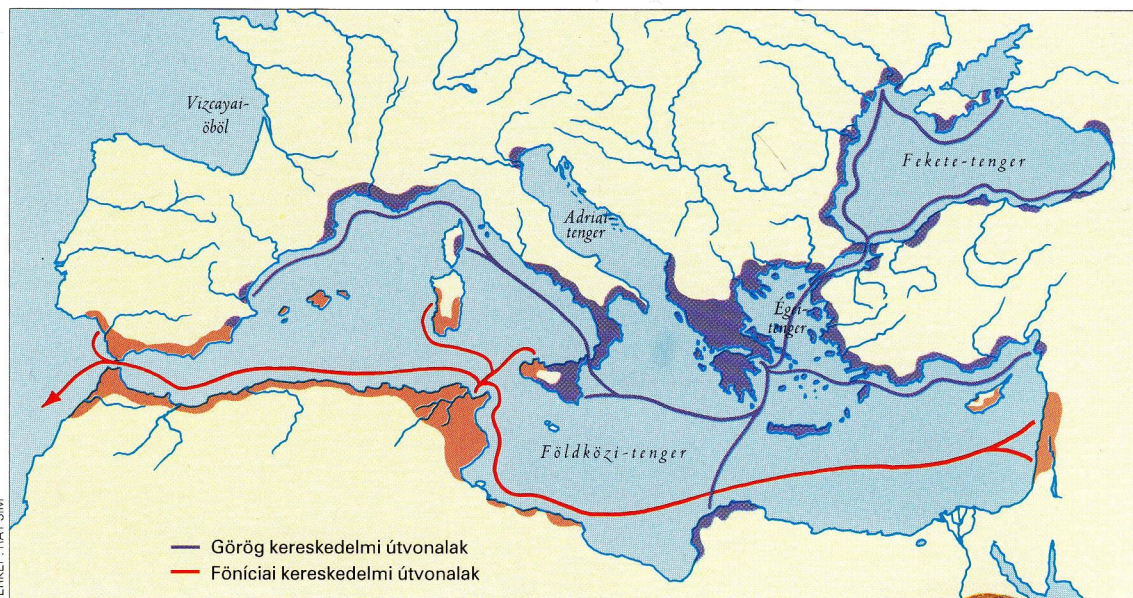 Vizcayai-
öböl
Fekete-tenger
Adriai-
tenger
Égei-
tenger
Földközi-tenger
Görög kereskedelmi útvonalak
Föníciai kereskedelmi útvonalak